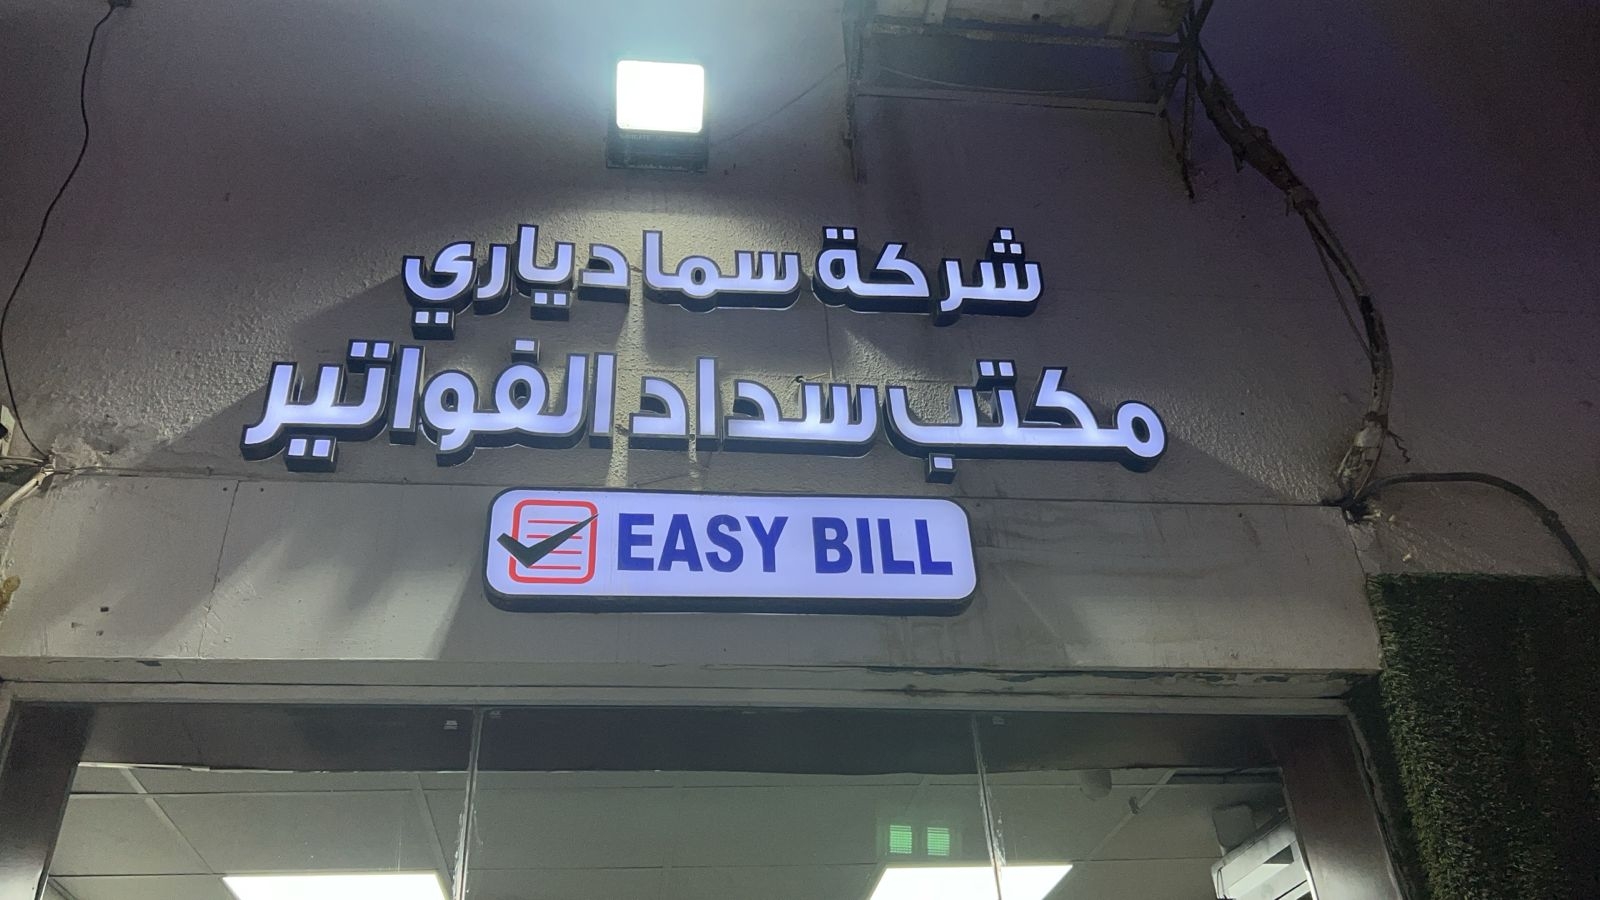 شركة سما دياري
مكتب سداد الفواتير
EASY BILL